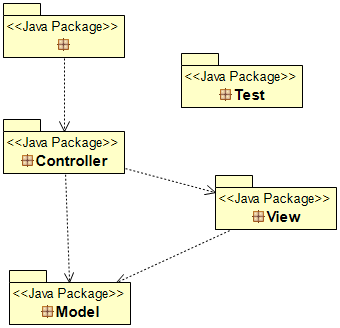 <<Java Package>>
<<Java Package>>
Test
<<Java Package>>
Controller
<<Java Package>>
View
<<Java Package>>
Model